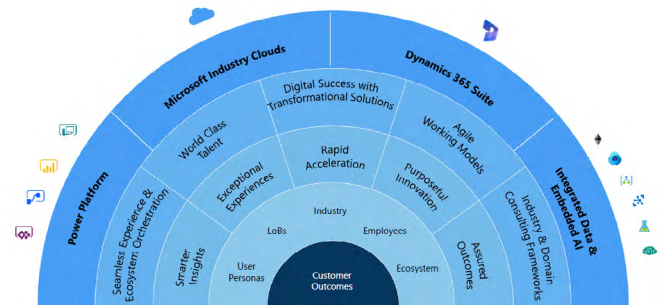 Microsoft Industry Clouds
Dynamics 365 Suite
Power Platform
Integrated Data &
Embedded AI
Seamless Experience &
Ecosystem Orchestration
World Class
Talent
Digital Success with
Transformational Solutions
Agile
Working Models
Industry & Domain
Consulting Frameworks
Smarter
Insights
Exceptional
Experiences
Rapid
Acceleration
Purposeful
Innovation
Assured
Outcomes
User
Personas
LoBs
Industry
Employees
Ecosystem
Customer
Outcomes